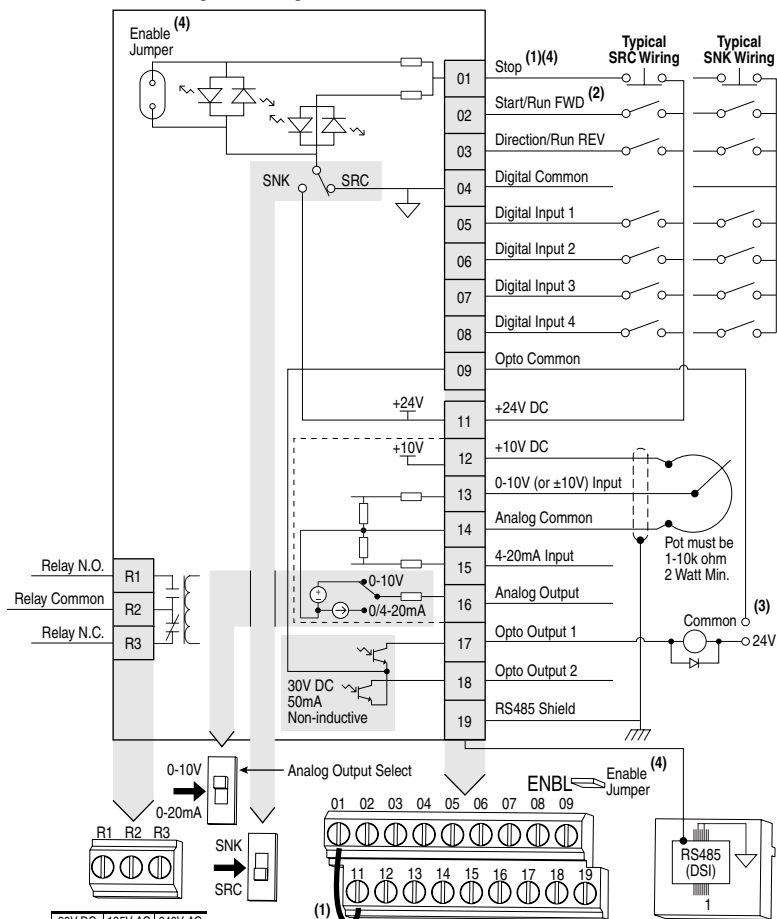 Enable (4)
Jumper
Typical
SRC Wiring
Typical
SNK Wiring
01 Stop (1)(4)
02 Start/Run FWD (2)
03 Direction/Run REV
SNK SRC
04 Digital Common
05 Digital Input 1
06 Digital Input 2
07 Digital Input 3
08 Digital Input 4
09 Opto Common
+24V 11 +24V DC
+10V 12 +10V DC
13 0-10V (or ±10V) Input
14 Analog Common
Pot must be
1-10k ohm
2 Watt Min.
15 4-20mA Input
Relay N.O. R1
Relay Common R2
Relay N.C. R3
0-10V
0/4-20mA
16 Analog Output
Common (3)
24V
17 Opto Output 1
18 Opto Output 2
30V DC
50mA
Non-inductive
19 RS485 Shield
0-10V
0-20mA
Analog Output Select
ENBL Enable (4)
Jumper
01 02 03 04 05 06 07 08 09
R1 R2 R3
SNK
SRC
11 12 13 14 15 16 17 18 19
(1)
RS485
(DSI)
1
30V DC 125V AC 240V AC